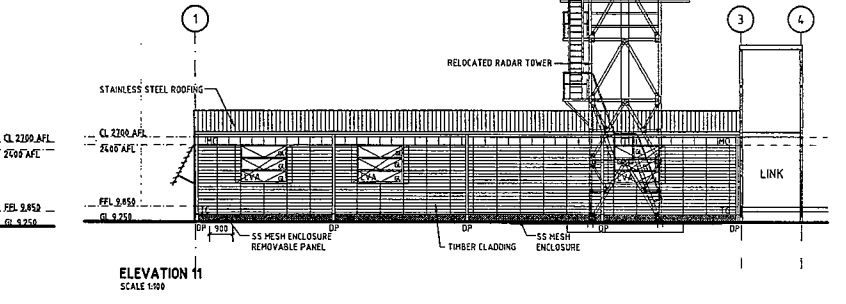 1
3
4
RELOCATED RADAR TOWER
STAINLESS STEEL ROOFING
CL 2700 AFL
CL 2700 AFL
2400 AFL
2400 AFL
LINK
FFL 9.850
FFL 9.850
GL 9.250
GL 9.250
DP
900
DP
DP
DP
DP
SS MESH ENCLOSURE
REMOVABLE PANEL
TIMBER CLADDING
SS MESH
ENCLOSURE
ELEVATION 11
SCALE 1:100